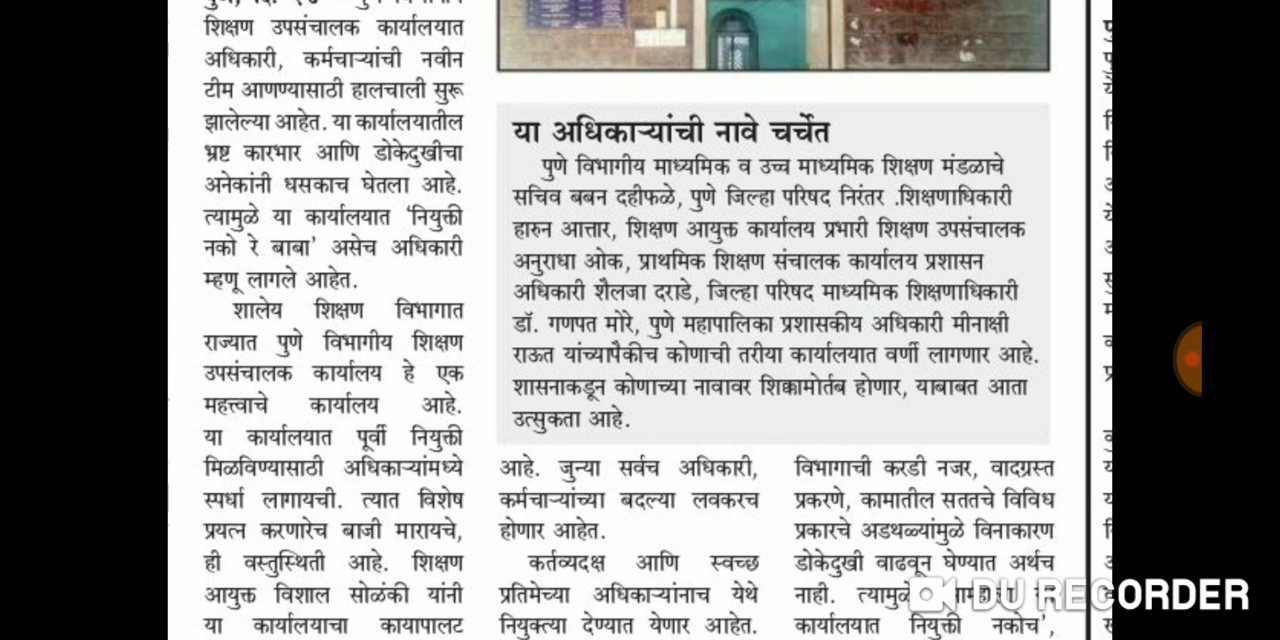 शिक्षण उपसंचालक कार्यालयात
अधिकारी, कर्मचाऱ्यांची नवीन
टीम आणण्यासाठी हालचाली सुरू
झालेल्या आहेत. या कार्यालयातील
भ्रष्ट कारभार आणि डोकेदुखीचा
अनेकांनी धसकाच घेतला आहे.
त्यामुळे या कार्यालयात ‘नियुक्ती
नको रे बाबा’ असेच अधिकारी
म्हणू लागले आहेत.
शालेय शिक्षण विभागात
राज्यात पुणे विभागीय शिक्षण
उपसंचालक कार्यालय हे एक
महत्त्वाचे कार्यालय आहे.
या कार्यालयात पूर्वी नियुक्ती
मिळविण्यासाठी अधिकाऱ्यांमध्ये
स्पर्धा लागायची. त्यात विशेष
प्रयत्न करणारेच बाजी मारायचे,
ही वस्तुस्थिती आहे. शिक्षण
आयुक्त विशाल सोळंकी यांनी
या कार्यालयाचा कायापालट
या अधिकाऱ्यांची नावे चर्चेत
पुणे विभागीय माध्यमिक व उच्च माध्यमिक शिक्षण मंडळाचे
सचिव बबन दहीफळे, पुणे जिल्हा परिषद निरंतर .शिक्षणाधिकारी
हारुन आत्तार, शिक्षण आयुक्त कार्यालय प्रभारी शिक्षण उपसंचालक
अनुराधा ओक, प्राथमिक शिक्षण संचालक कार्यालय प्रशासन
अधिकारी शैलजा दराडे, जिल्हा परिषद माध्यमिक शिक्षणाधिकारी
डॉ. गणपत मोरे, पुणे महापालिका प्रशासकीय अधिकारी मीनाक्षी
राऊत यांच्यापैकीच कोणाची तरीया कार्यालयात वर्णी लागणार आहे.
शासनाकडून कोणाच्या नावावर शिक्कामोर्तब होणार, याबाबत आता
उत्सुकता आहे.
आहे. जुन्या सर्वच अधिकारी,
कर्मचाऱ्यांच्या बदल्या लवकरच
होणार आहेत.
कर्तव्यदक्ष आणि स्वच्छ
प्रतिमेच्या अधिकाऱ्यांनाच येथे
नियुक्त्या देण्यात येणार आहेत.
विभागाची करडी नजर, वादग्रस्त
प्रकरणे, कामातील सततचे विविध
प्रकारचे अडथळ्यांमुळे विनाकारण
डोकेदुखी वाढवून घेण्यात अर्थच
नाही. त्यामुळे
कार्यालयात नियुक्ती नकोच’,
DU RECORDER